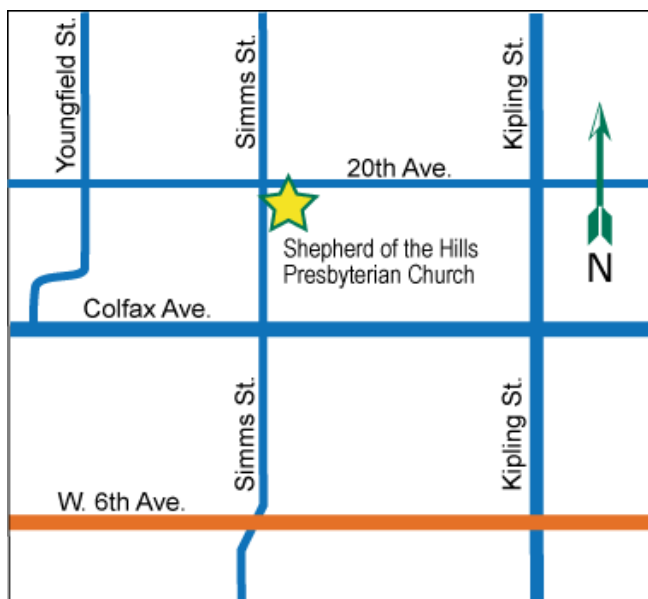 Youngfield St.
Simms St.
Kipling St.
20th Ave.
Shepherd of the Hills
Presbyterian Church
N
Colfax Ave.
Simms St.
Kipling St.
W. 6th Ave.